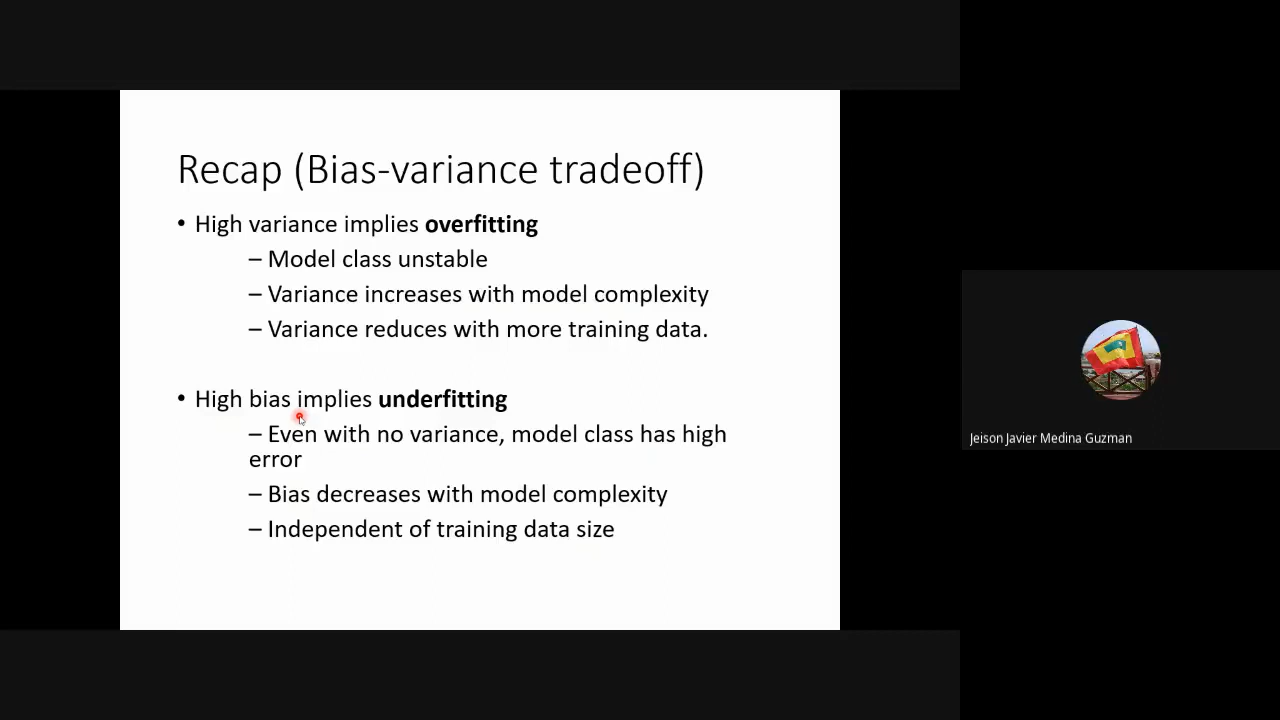 Recap (Bias-variance tradeoff)
• High variance implies overfitting
– Model class unstable
– Variance increases with model complexity
– Variance reduces with more training data.
• High bias implies underfitting
– Even with no variance, model class has high
error
– Bias decreases with model complexity
– Independent of training data size
Jeison Javier Medina Guzman